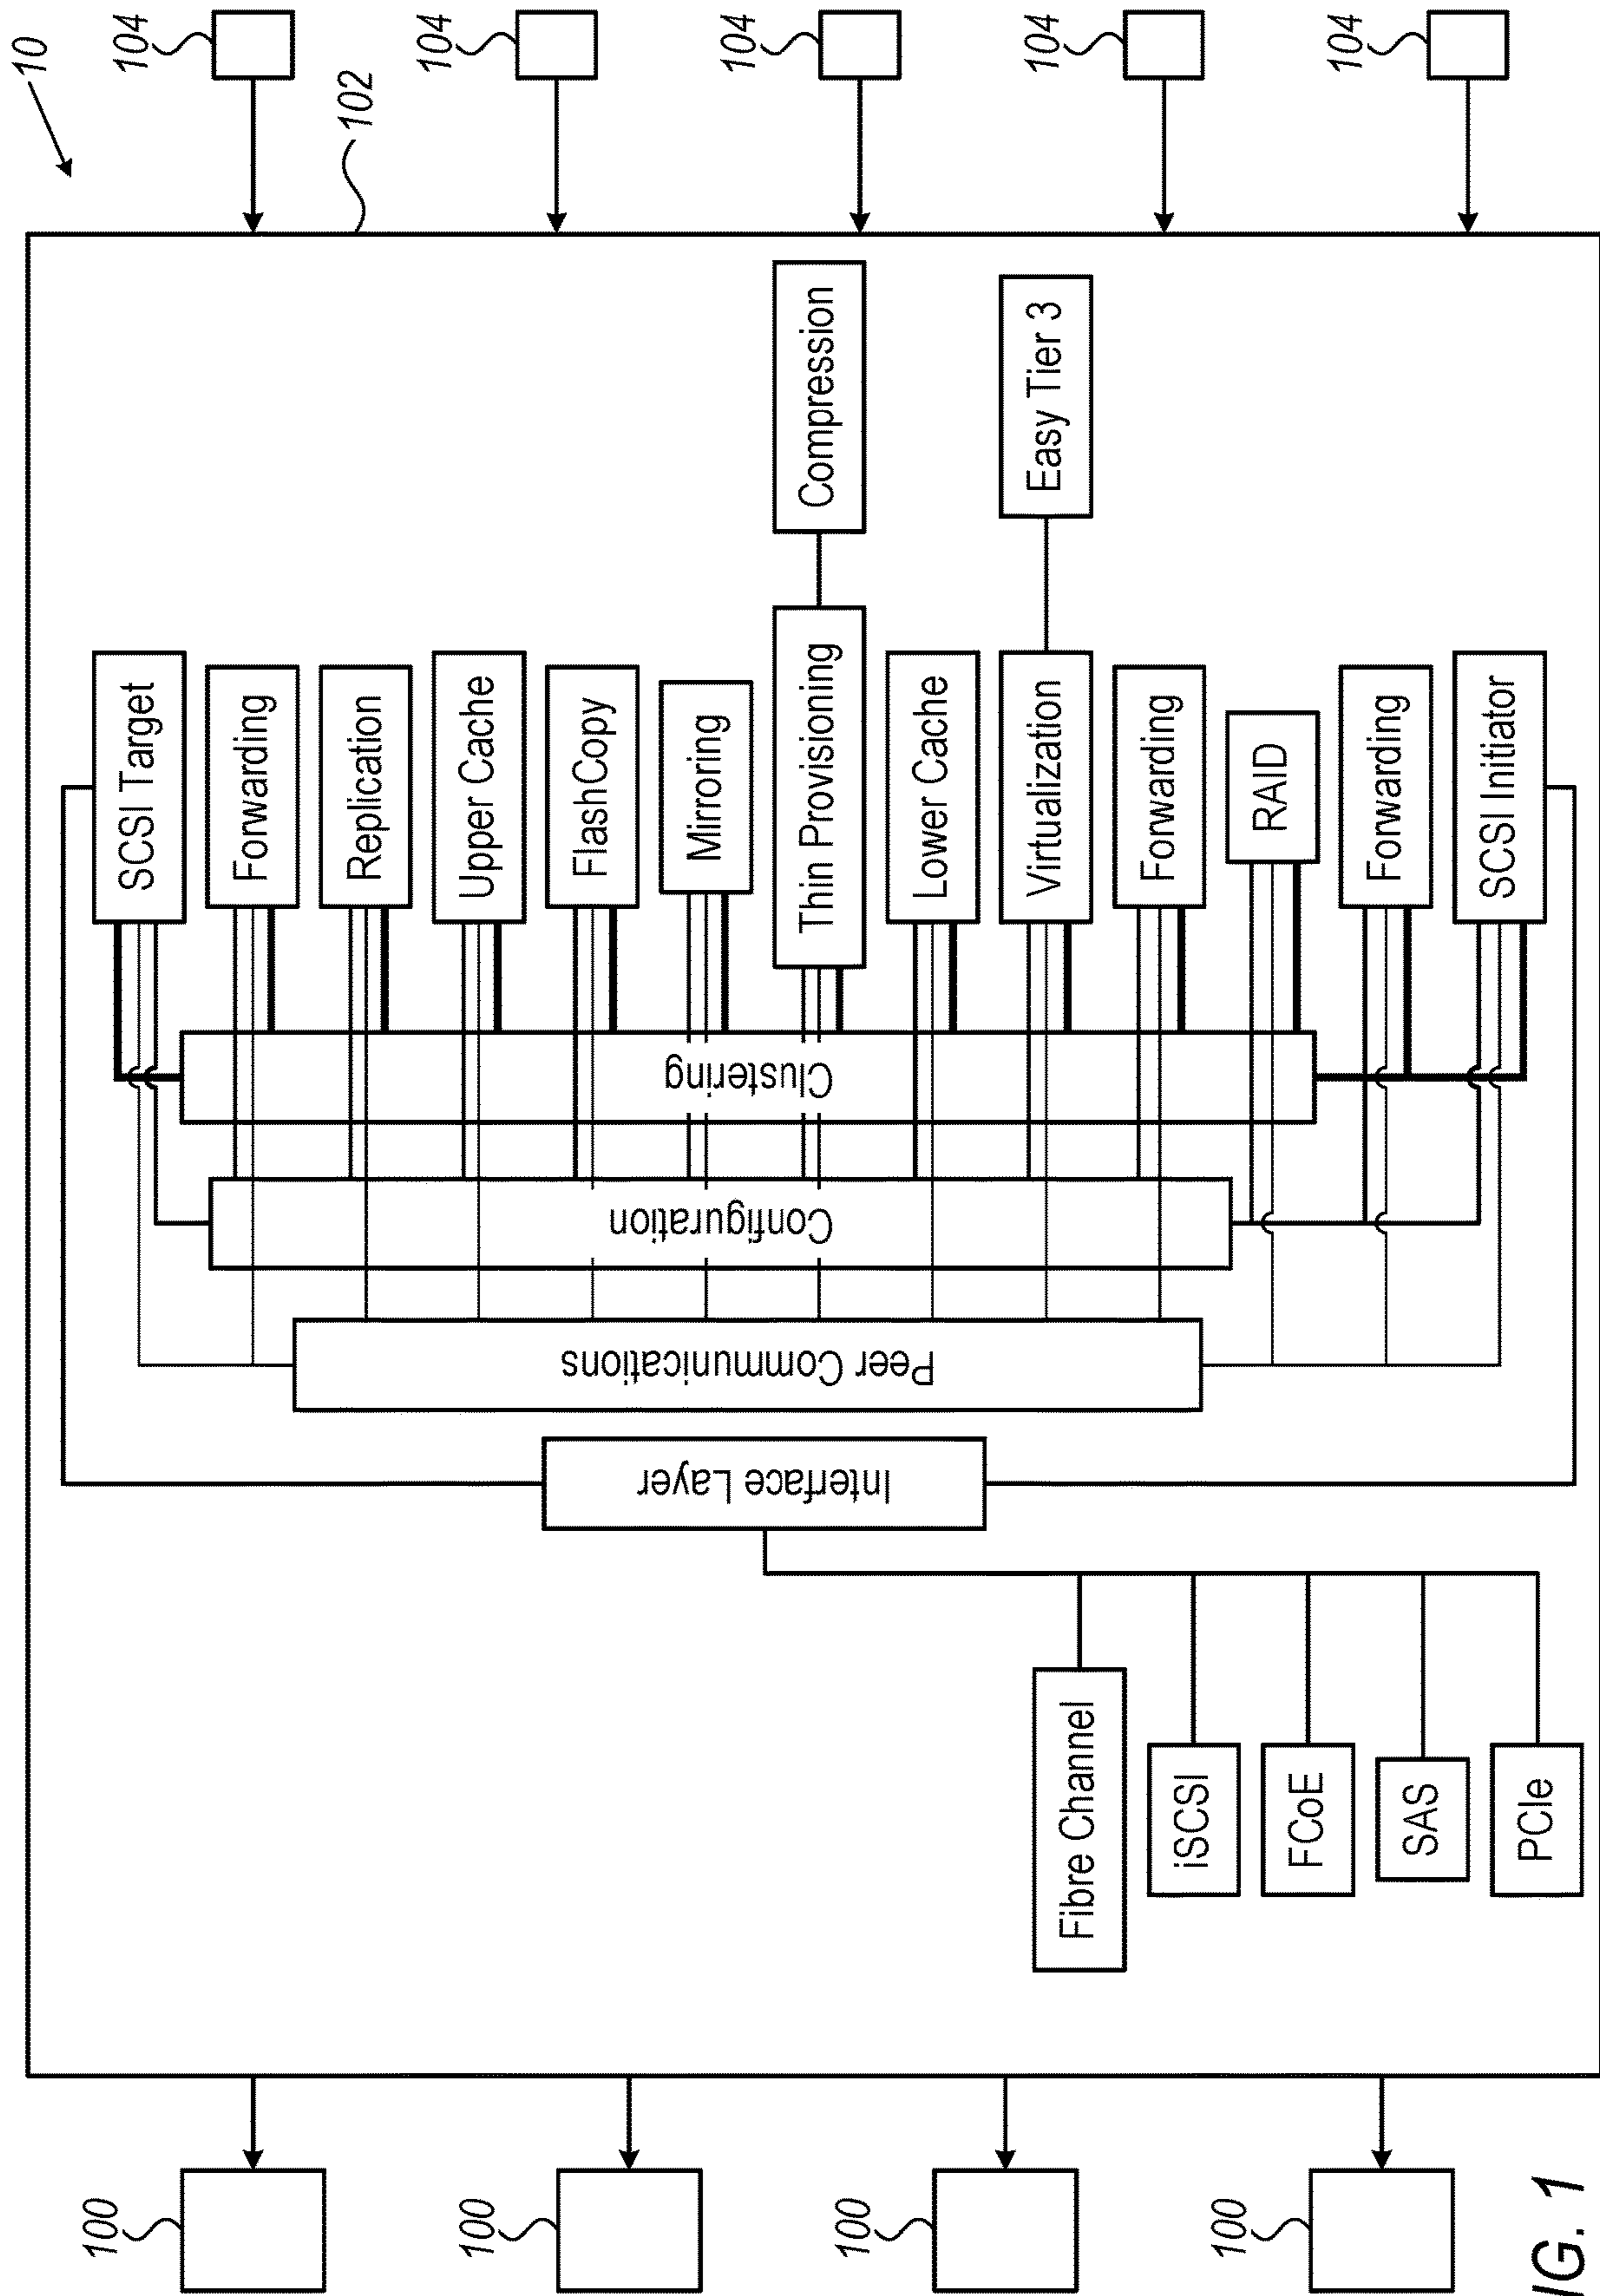 10
104
104
104
104
104
102
SCSI Target
Forwarding
Replication
Upper Cache
FlashCopy
Mirroring
Thin Provisioning
Compression
Lower Cache
Virtualization
Easy Tier 3
Forwarding
RAID
Forwarding
SCSI Initiator
Clustering
Configuration
Peer Communications
Interface Layer
Fibre Channel
iSCSI
FCoE
SAS
PCIe
100
100
100
100
IG. 1